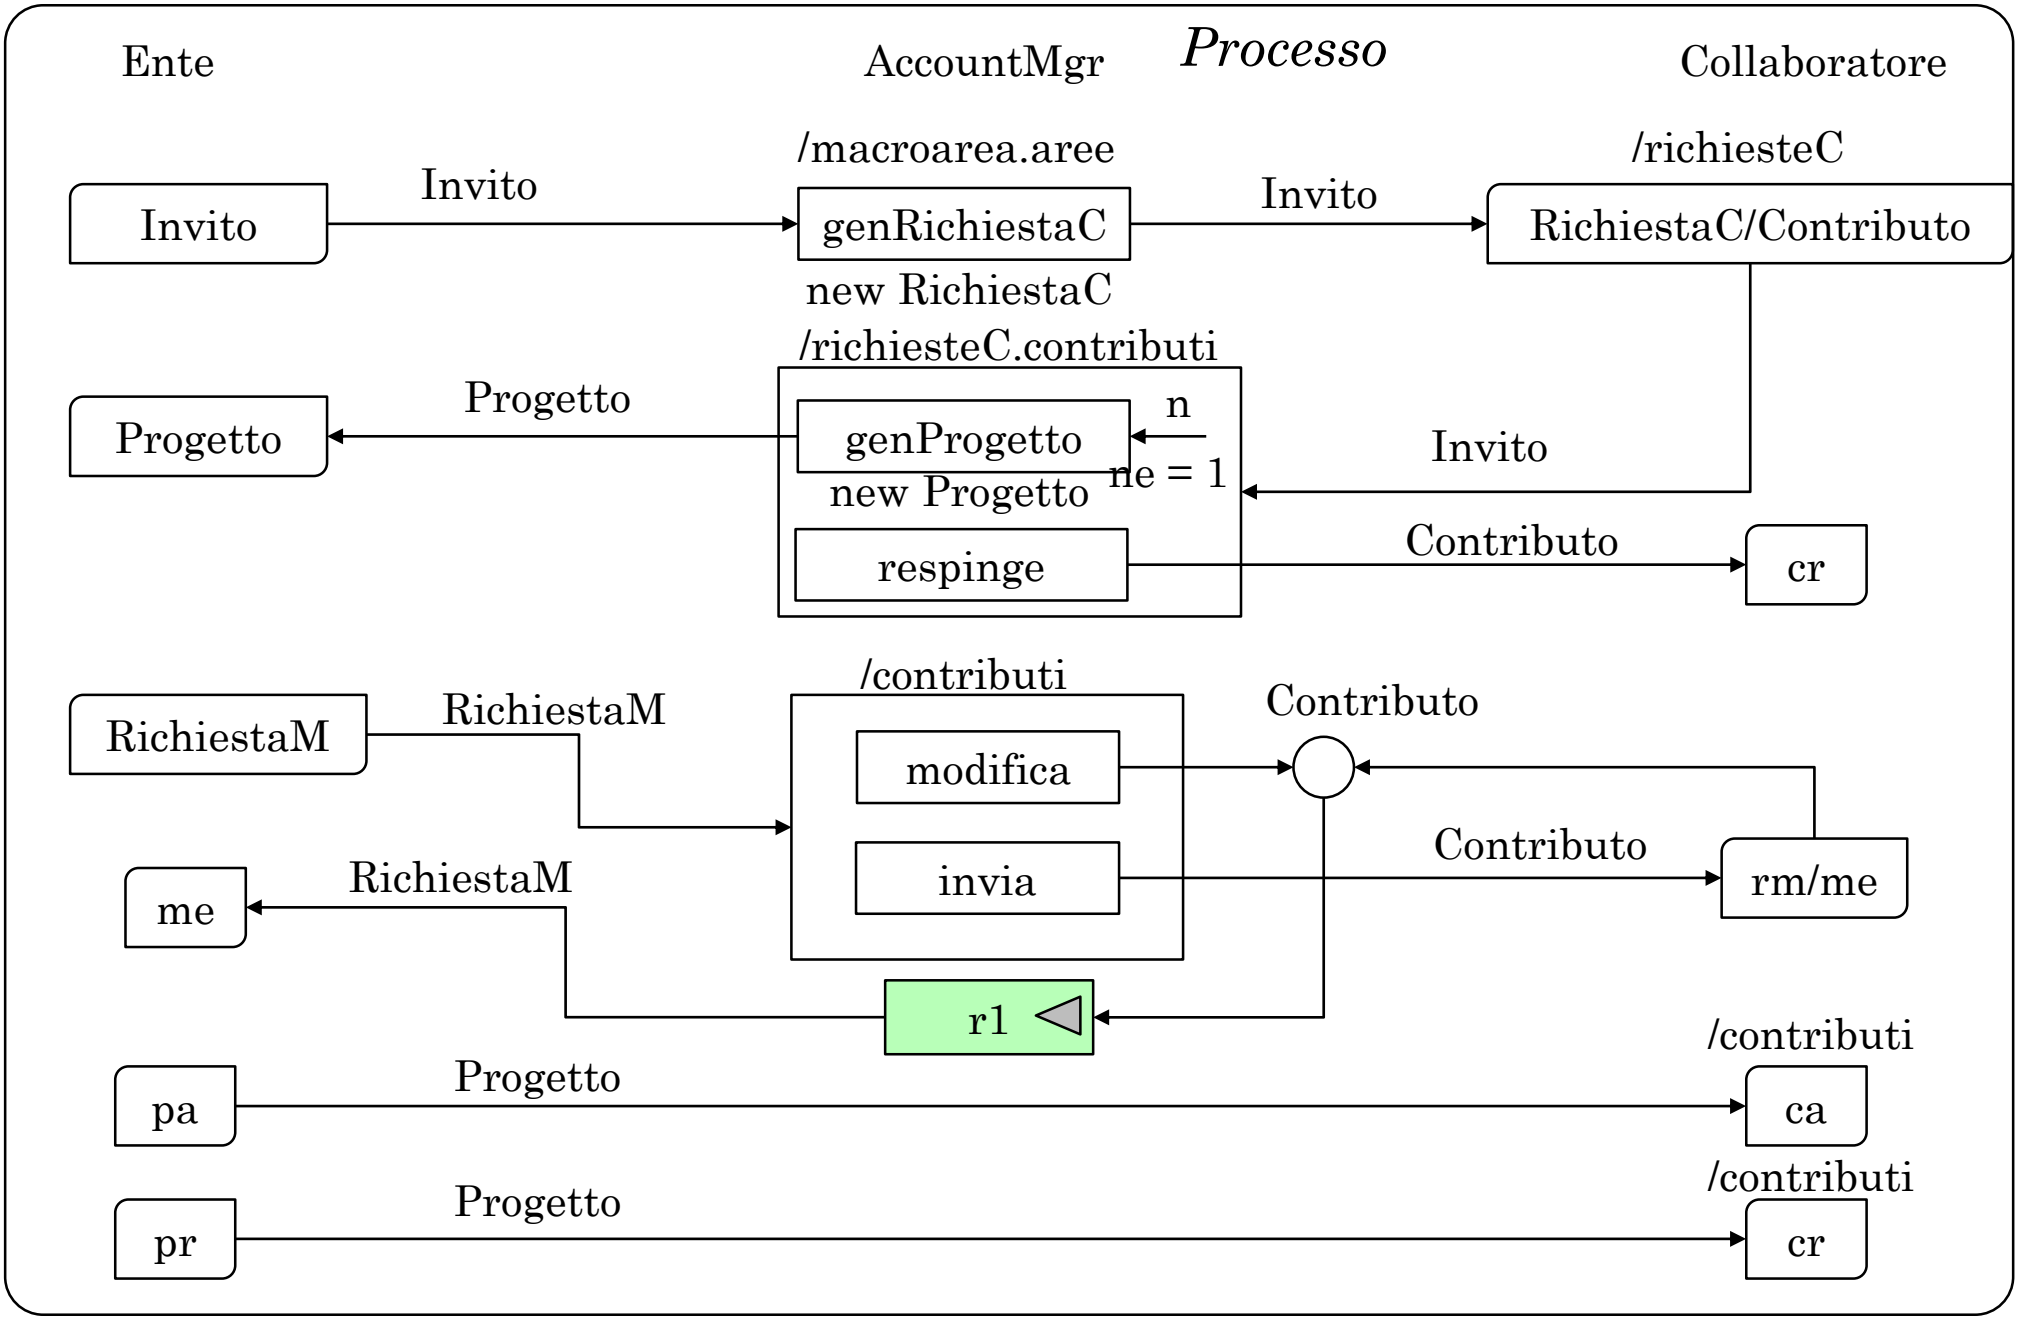 Processo
Ente
AccountMgr
Collaboratore
/macroarea.aree
/richiesteC
Invito
Invito
genRichiestaC
Invito
RichiestaC/Contributo
new RichiestaC
/richiesteC.contributi
Progetto
Progetto
genProgetto
n
ne = 1
new Progetto
Invito
respinge
Contributo
cr
/contributi
RichiestaM
RichiestaM
modifica
Contributo
invia
Contributo
rm/me
me
RichiestaM
r1
/contributi
pa
Progetto
ca
/contributi
pr
Progetto
cr